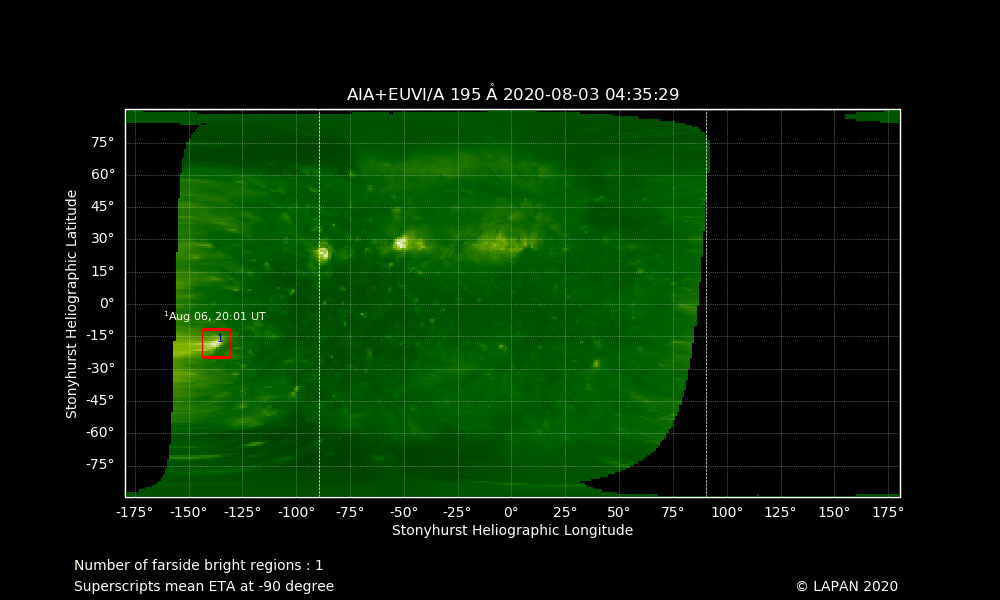 AIA+EUVI/A 195 Å 2020-08-03 04:35:29
Stonyhurst Heliographic Latitude
75°
60°
45°
30°
15°
0°
-15°
-30°
-45°
-60°
-75°
¹Aug 06, 20:01 UT
1
-175° -150° -125° -100° -75° -50° -25° 0° 25° 50° 75° 100° 125° 150° 175°
Stonyhurst Heliographic Longitude
Number of farside bright regions : 1
Superscripts mean ETA at -90 degree
© LAPAN 2020